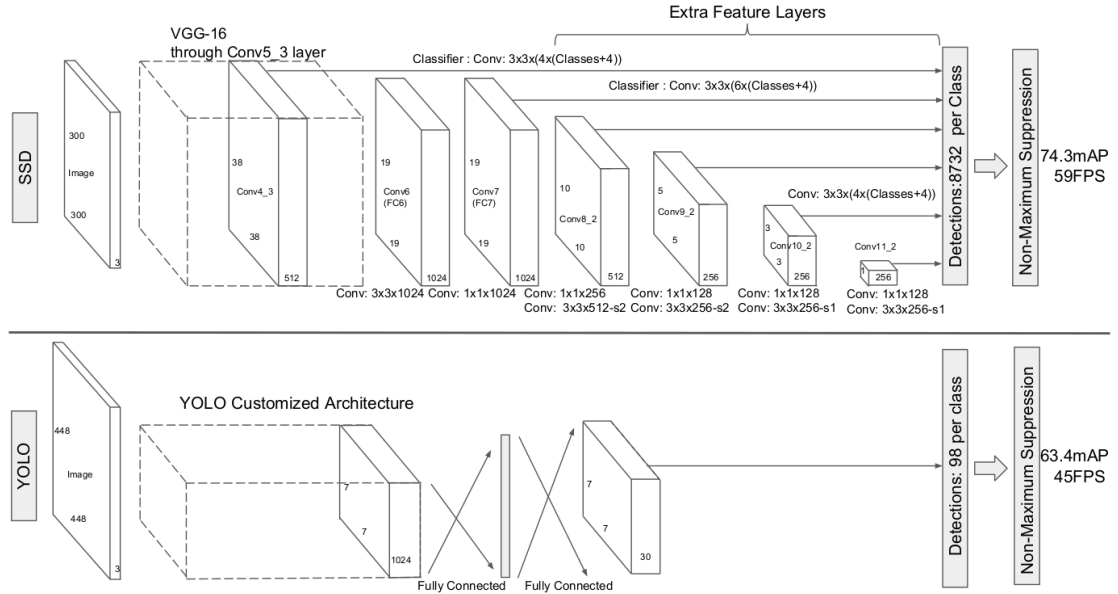 Extra Feature Layers
VGG-16
through Conv5_3 layer
Classifier : Conv: 3x3x(4x(Classes+4))
Classifier : Conv: 3x3x(6x(Classes+4))
SSD
300
Image
300
3
38
Conv4_3
38
512
19
Conv6
(FC6)
19
1024
19
Conv7
(FC7)
19
1024
10
Conv8_2
10
512
5
Conv9_2
5
256
Conv: 3x3x(4x(Classes+4))
3
Conv10_2
3
256
Conv11_2
1
256
Detections:8732 per Class
Non-Maximum Suppression
74.3mAP
59FPS
Conv: 3x3x1024
Conv: 1x1x1024
Conv: 1x1x256
Conv: 3x3x512-s2
Conv: 1x1x128
Conv: 3x3x256-s2
Conv: 1x1x128
Conv: 3x3x256-s1
Conv: 1x1x128
Conv: 3x3x256-s1
YOLO
448
Image
448
3
YOLO Customized Architecture
7
7
1024
Fully Connected
Fully Connected
7
7
30
Detections: 98 per class
Non-Maximum Suppression
63.4mAP
45FPS